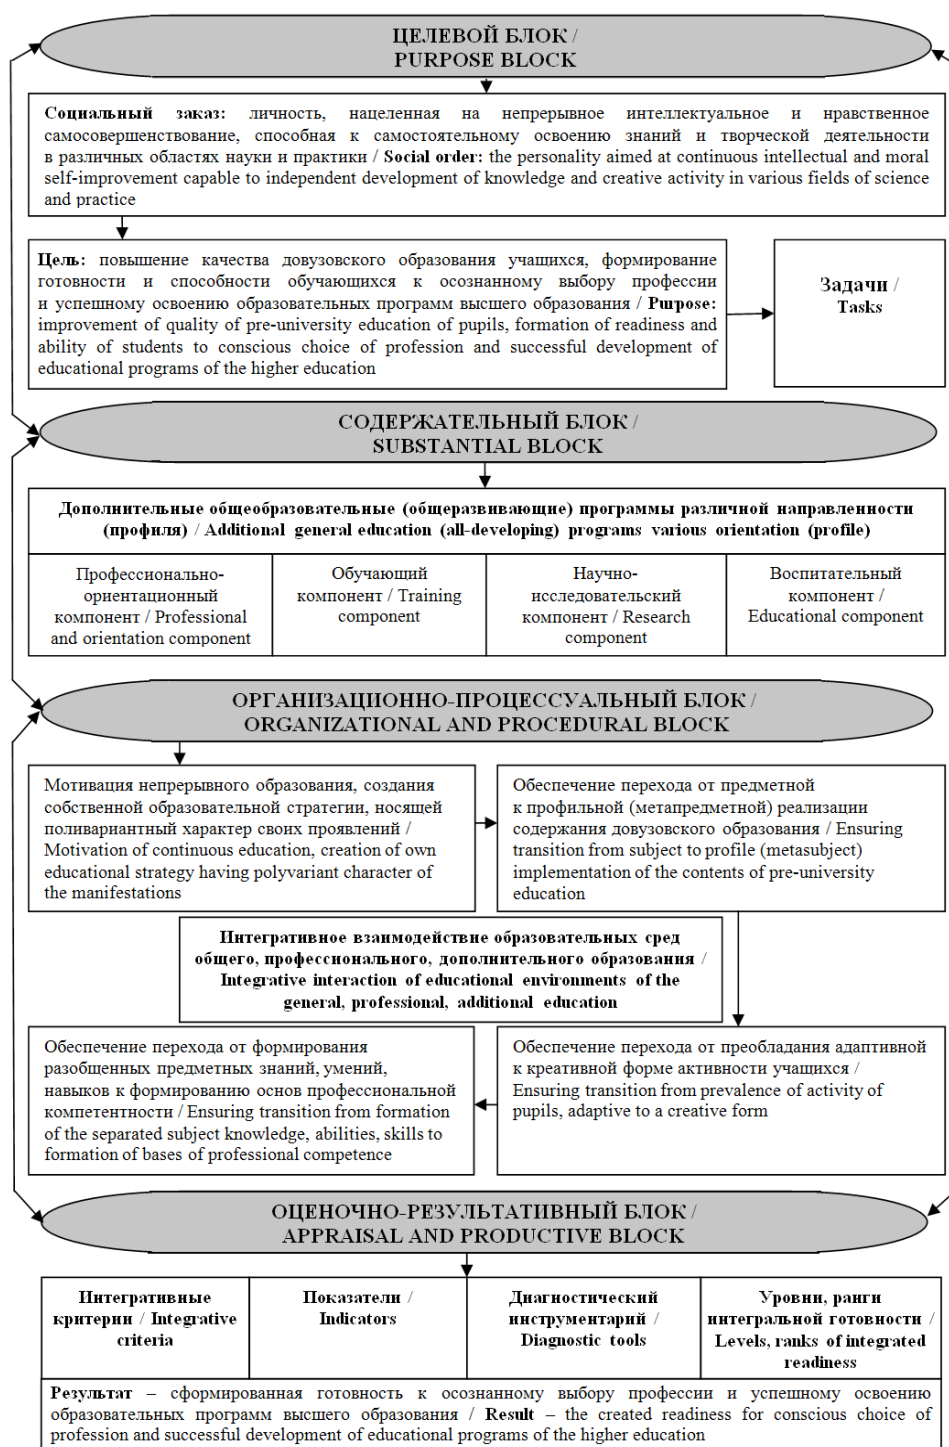 ЦЕЛЕВОЙ БЛОК /
PURPOSE BLOCK
Социальный заказ: личность, нацеленная на непрерывное интеллектуальное и нравственное
самосовершенствование, способная к самостоятельному освоению знаний и творческой деятельности
в различных областях науки и практики / Social order: the personality aimed at continuous intellectual and moral
self-improvement capable to independent development of knowledge and creative activity in various fields of science
and practice
Цель: повышение качества довузовского образования учащихся, формирование
готовности и способности обучающихся к осознанному выбору профессии
и успешному освоению образовательных программ высшего образования / Purpose:
improvement of quality of pre-university education of pupils, formation of readiness and
ability of students to conscious choice of profession and successful development of
educational programs of the higher education
Задачи /
Tasks
СОДЕРЖАТЕЛЬНЫЙ БЛОК /
SUBSTANTIAL BLOCK
Дополнительные общеобразовательные (общеразвивающие) программы различной направленности
(профиля) / Additional general education (all-developing) programs various orientation (profile)
Профессионально-
ориентационный
компонент / Professional
and orientation component
Обучающий
компонент / Training
component
Научно-
исследовательский
компонент / Research
component
Воспитательный
компонент /
Educational component
ОРГАНИЗАЦИОННО-ПРОЦЕССУАЛЬНЫЙ БЛОК /
ORGANIZATIONAL AND PROCEDURAL BLOCK
Мотивация непрерывного образования, создания
собственной образовательной стратегии, носящей
поливариантный характер своих проявлений /
Motivation of continuous education, creation of own
educational strategy having polyvariant character of
the manifestations
Обеспечение перехода от предметной
к профильной (метапредметной) реализации
содержания довузовского образования / Ensuring
transition from subject to profile (metasubject)
implementation of the contents of pre-university
education
Интегративное взаимодействие образовательных сред
общего, профессионального, дополнительного образования /
Integrative interaction of educational environments of the
general, professional, additional education
Обеспечение перехода от формирования
разобщенных предметных знаний, умений,
навыков к формированию основ профессиональной
компетентности / Ensuring transition from formation
of the separated subject knowledge, abilities, skills to
formation of bases of professional competence
Обеспечение перехода от преобладания адаптивной
к креативной форме активности учащихся /
Ensuring transition from prevalence of activity of
pupils, adaptive to a creative form
ОЦЕНОЧНО-РЕЗУЛЬТАТИВНЫЙ БЛОК /
APPRAISAL AND PRODUCTIVE BLOCK
Интегративные
критерии / Integrative
criteria
Показатели /
Indicators
Диагностический
инструментарий /
Diagnostic tools
Уровни, ранги
интегральной готовности /
Levels, ranks of integrated
readiness
Результат – сформированная готовность к осознанному выбору профессии и успешному освоению
образовательных программ высшего образования / Result – the created readiness for conscious choice of
profession and successful development of educational programs of the higher education